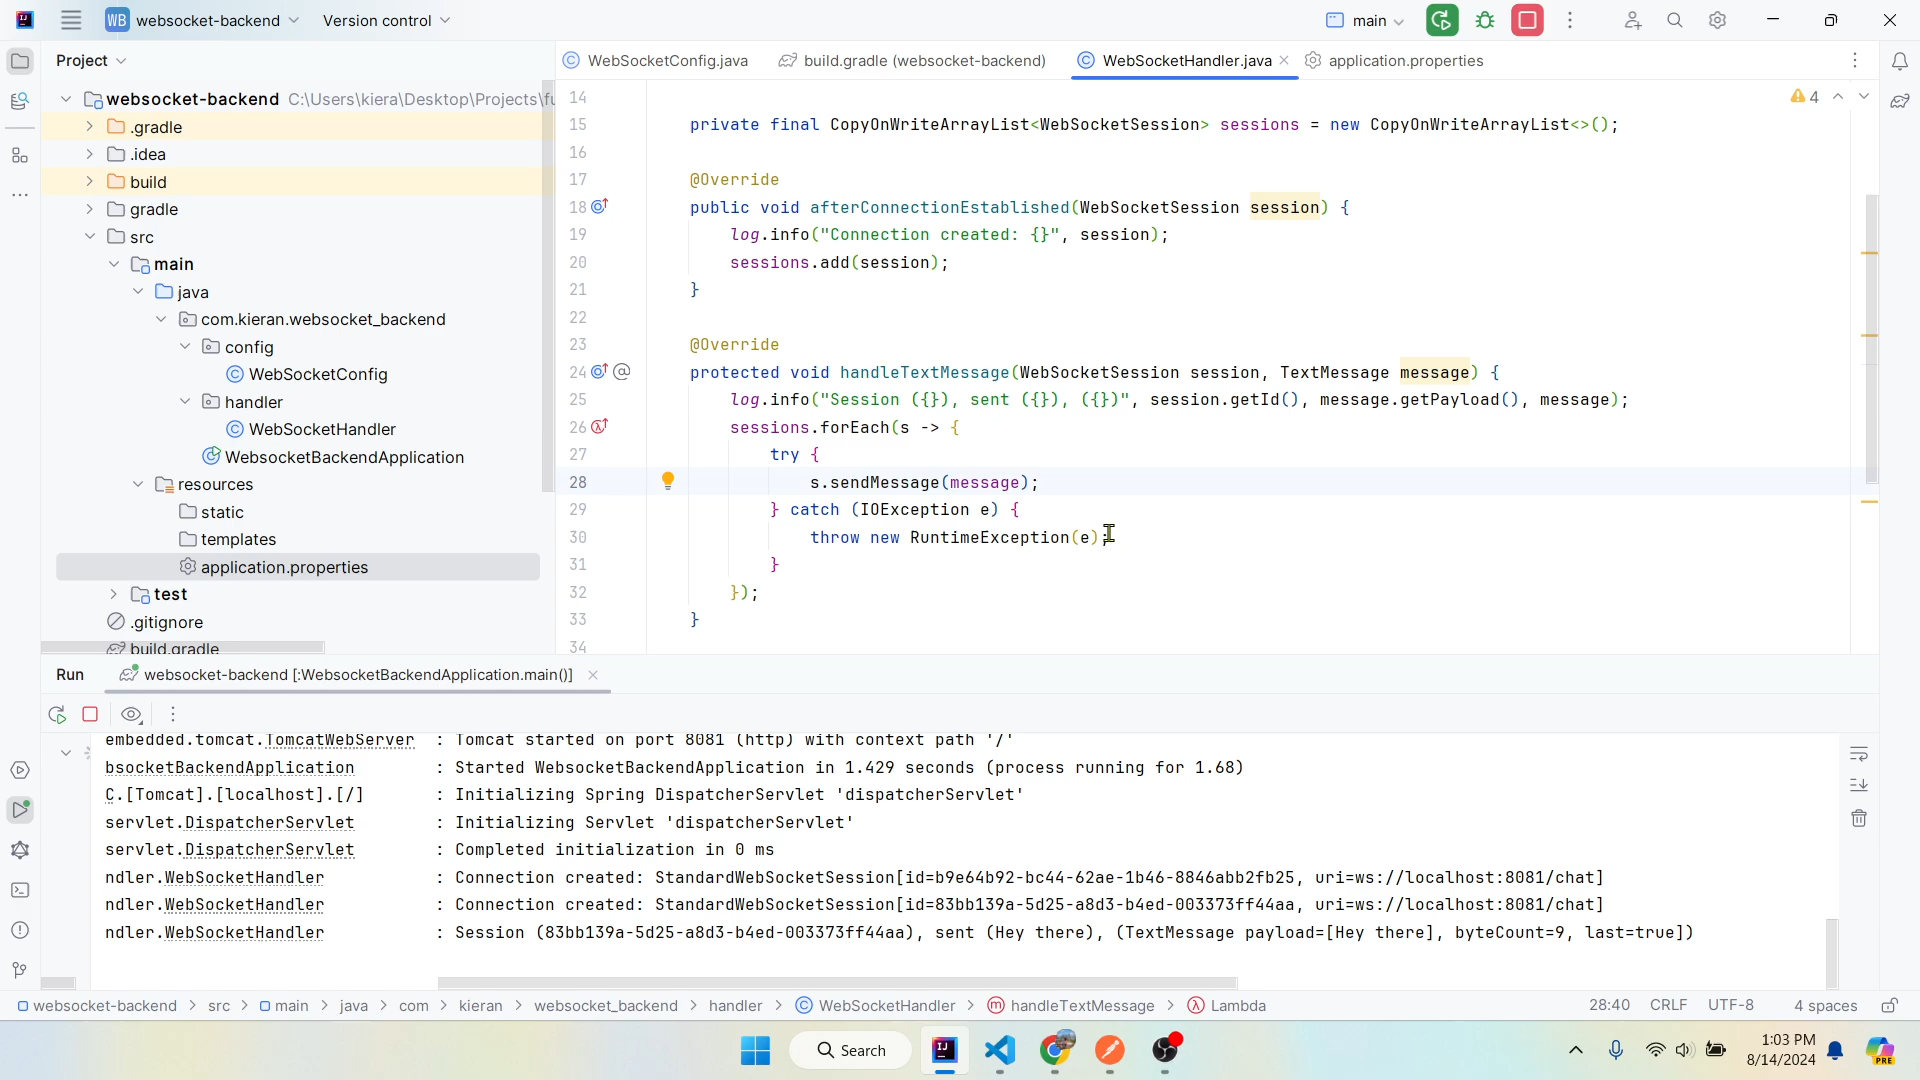 WB websocket-backend Version control main
Project
WebSocketConfig.java build.gradle (websocket-backend) WebSocketHandler.java application.properties
websocket-backend C:\Users\kiera\Desktop\Projects\fu
.gradle
.idea
build
gradle
src
main
java
com.kieran.websocket_backend
config
WebSocketConfig
handler
WebSocketHandler
WebsocketBackendApplication
resources
static
templates
application.properties
test
.gitignore
build.gradle
4
14
15 private final CopyOnWriteArrayList<WebSocketSession> sessions = new CopyOnWriteArrayList<>();
16
17 @Override
18 public void afterConnectionEstablished(WebSocketSession session) {
19 log.info("Connection created: {}", session);
20 sessions.add(session);
21 }
22
23 @Override
24 @ protected void handleTextMessage(WebSocketSession session, TextMessage message) {
25 log.info("Session ({}), sent ({}), ({})", session.getId(), message.getPayload(), message);
26 sessions.forEach(s -> {
27 try {
28 s.sendMessage(message);
29 } catch (IOException e) {
30 throw new RuntimeException(e);
31 }
32 });
33 }
34
Run websocket-backend [:WebsocketBackendApplication.main()]
embedded.tomcat.TomcatWebServer : Tomcat started on port 8081 (http) with context path '/'
bsocketBackendApplication : Started WebsocketBackendApplication in 1.429 seconds (process running for 1.68)
C.[Tomcat].[localhost].[/] : Initializing Spring DispatcherServlet 'dispatcherServlet'
servlet.DispatcherServlet : Initializing Servlet 'dispatcherServlet'
servlet.DispatcherServlet : Completed initialization in 0 ms
ndler.WebSocketHandler : Connection created: StandardWebSocketSession[id=b9e64b92-bc44-62ae-1b46-8846abb2fb25, uri=ws://localhost:8081/chat]
ndler.WebSocketHandler : Connection created: StandardWebSocketSession[id=83bb139a-5d25-a8d3-b4ed-003373ff44aa, uri=ws://localhost:8081/chat]
ndler.WebSocketHandler : Session (83bb139a-5d25-a8d3-b4ed-003373ff44aa), sent (Hey there), (TextMessage payload=[Hey there], byteCount=9, last=true])
websocket-backend > src > main > java > com > kieran > websocket_backend > handler > WebSocketHandler > handleTextMessage > Lambda 28:40 CRLF UTF-8 4 spaces
Search
1:03 PM
8/14/2024
PRE